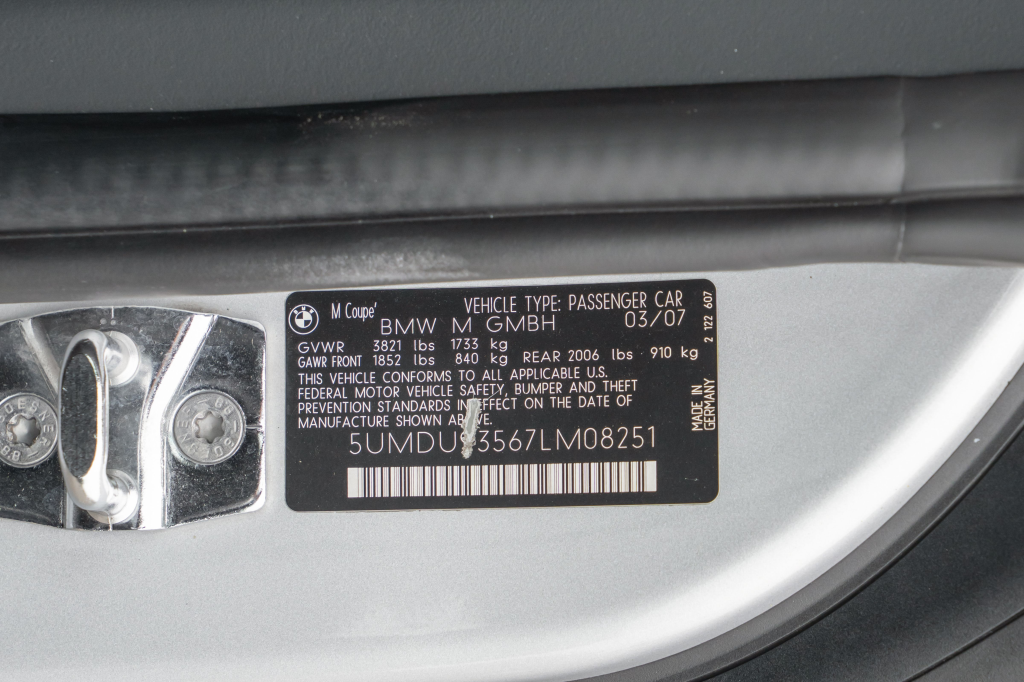 M Coupe' VEHICLE TYPE: PASSENGER CAR
BMW M GMBH 03/07
GVWR 3821 lbs 1733 kg
GAWR FRONT 1852 lbs 840 kg REAR 2006 lbs 910 kg
THIS VEHICLE CONFORMS TO ALL APPLICABLE U.S.
FEDERAL MOTOR VEHICLE SAFETY, BUMPER AND THEFT
PREVENTION STANDARDS IN EFFECT ON THE DATE OF
MANUFACTURE SHOWN ABOVE.
2 122 607
MADE IN
GERMANY